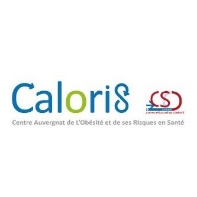 Caloris CSO
Centre Auvergnat de L'Obésité et de ses Risques en Santé